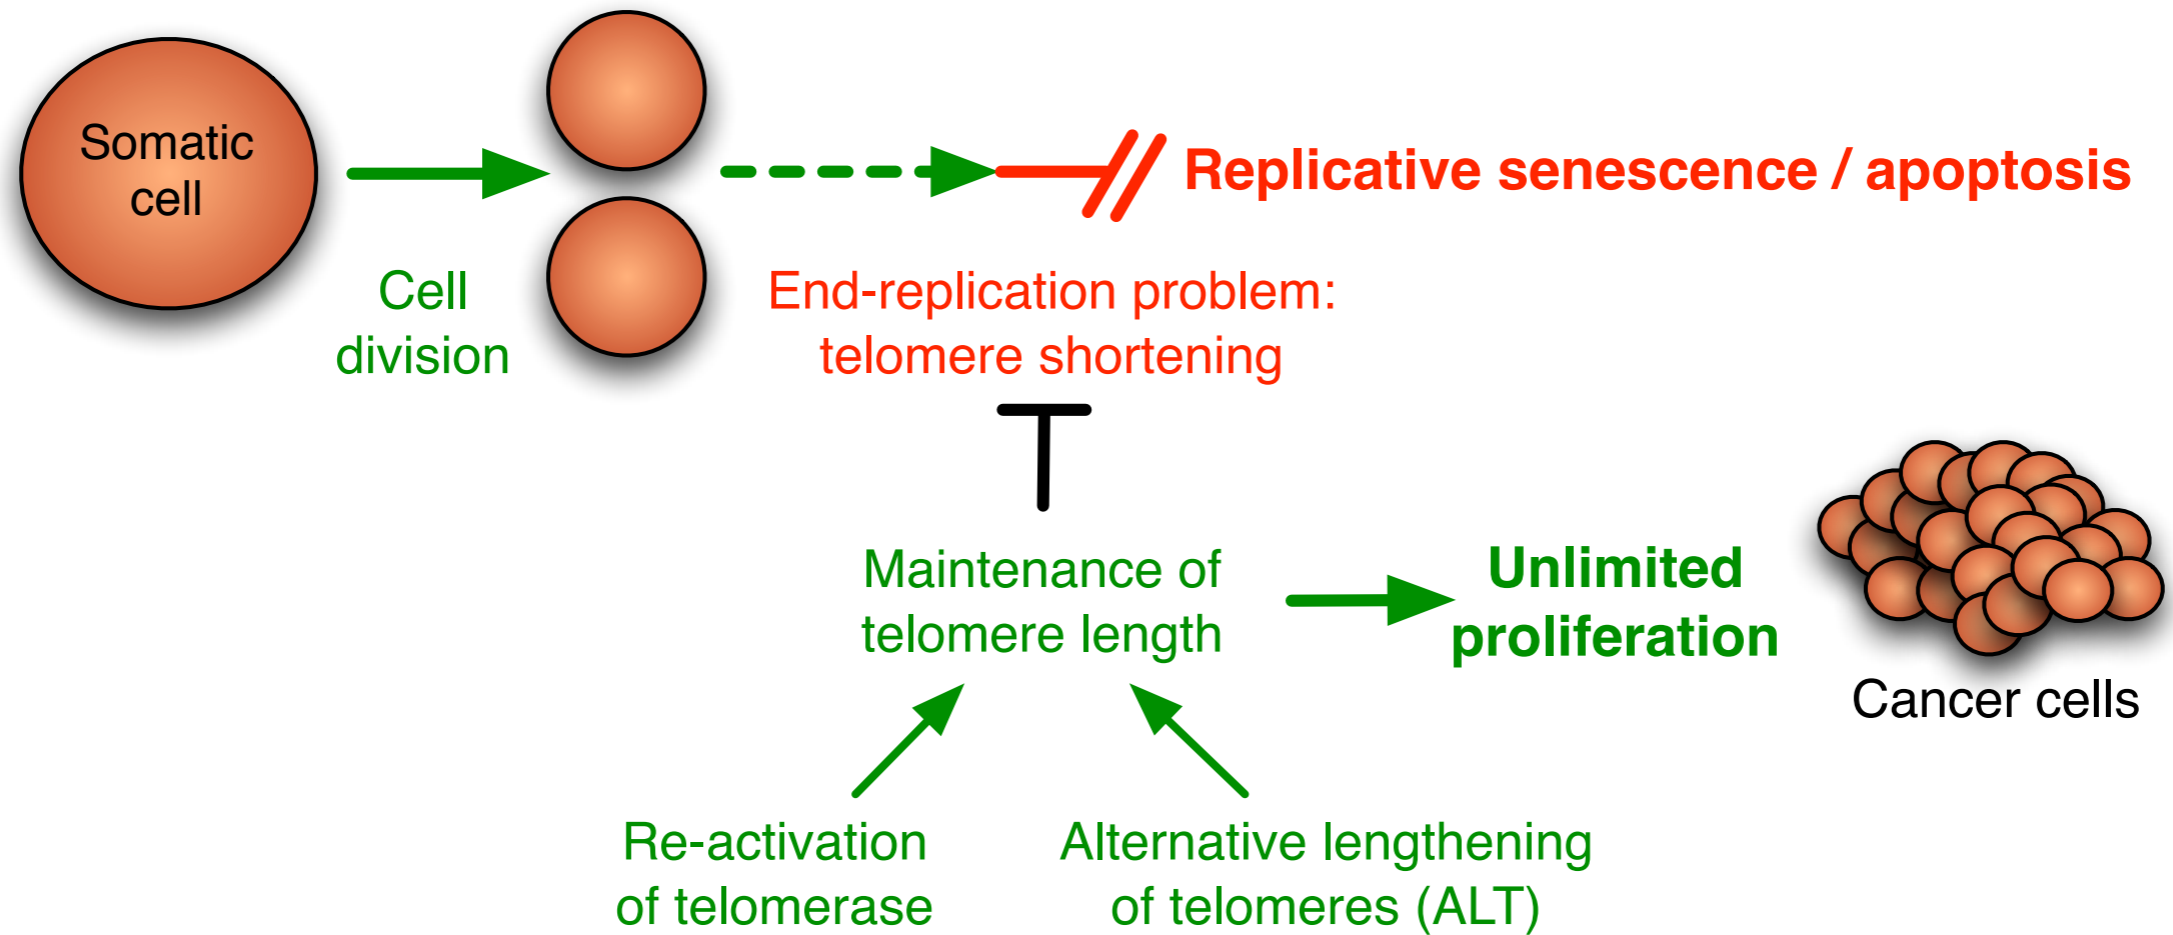 Somatic
cell
Cell
division
Replicative senescence / apoptosis
End-replication problem:
telomere shortening
Maintenance of
telomere length
Unlimited
proliferation
Cancer cells
Re-activation
of telomerase
Alternative lengthening
of telomeres (ALT)